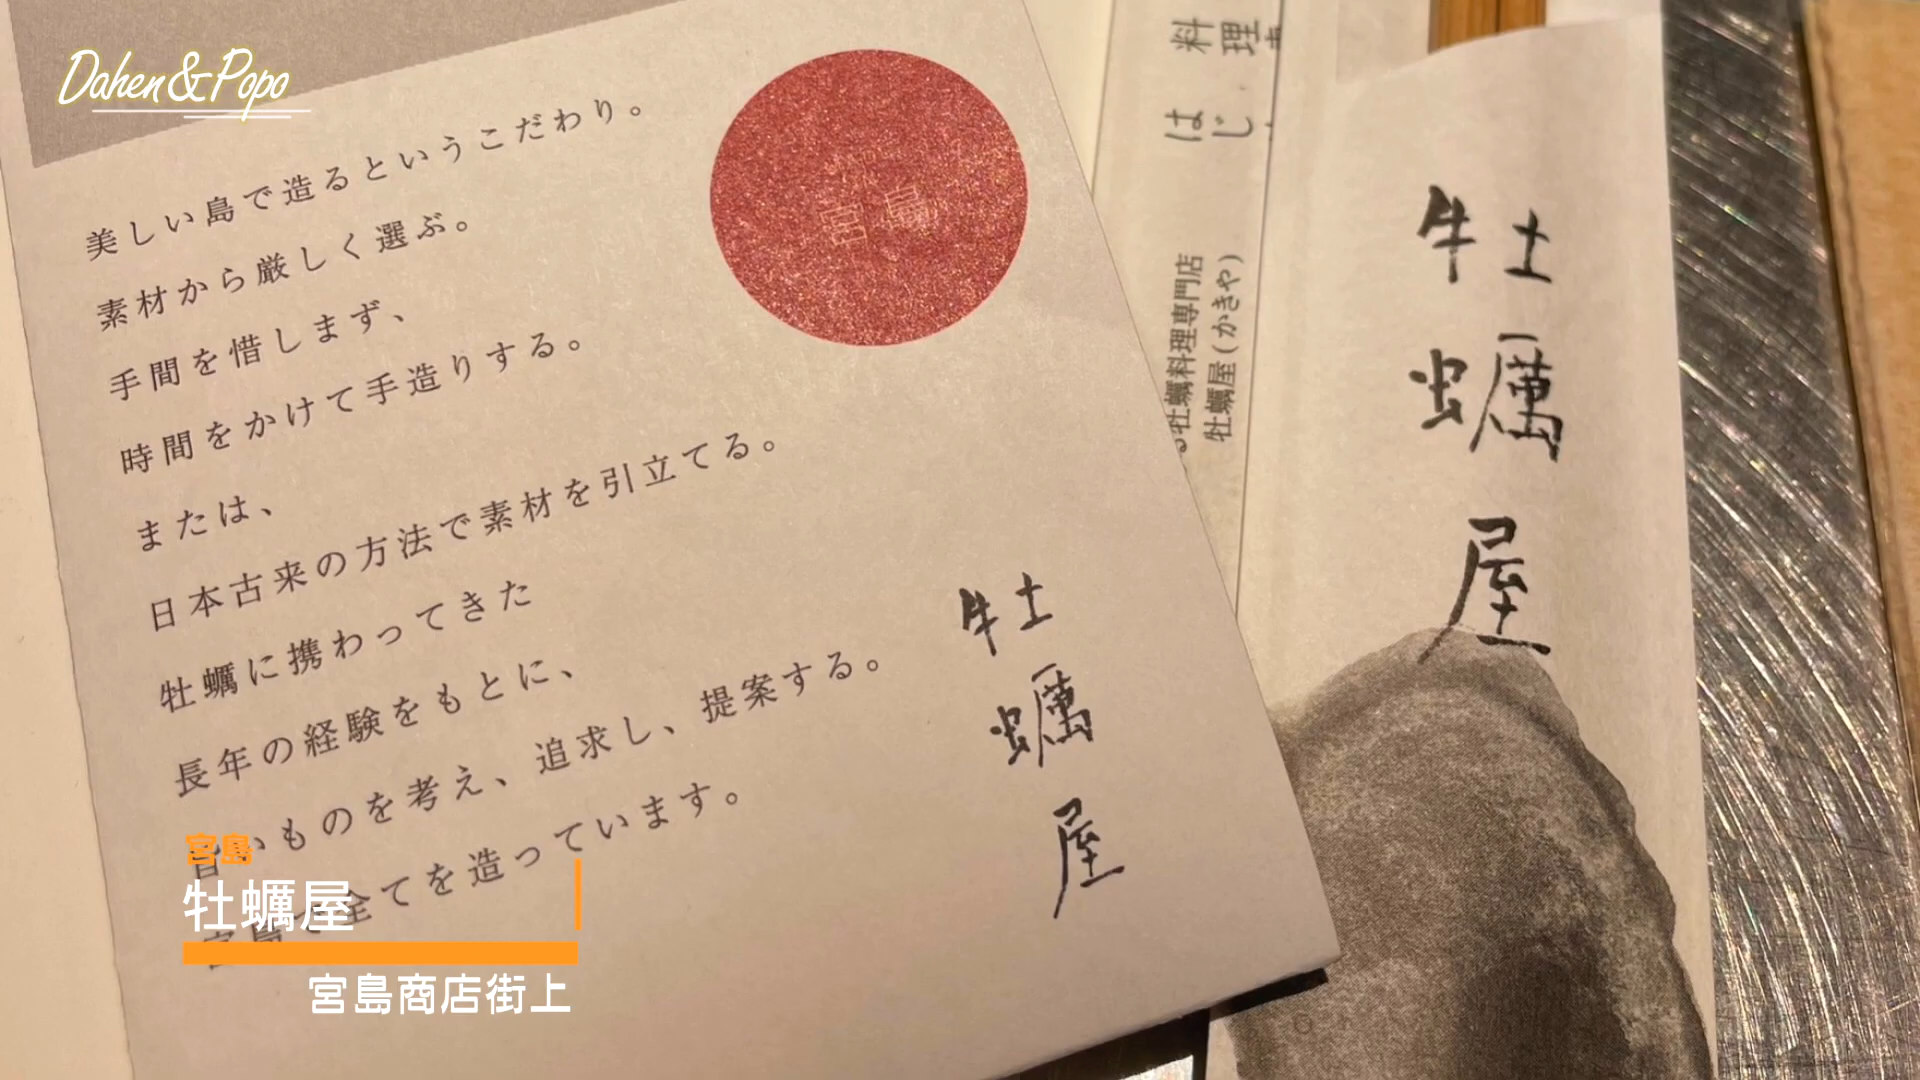 Dahen&Popo
美しい島で造るというこだわり。
素材から厳しく選ぶ。
手間を惜しまず、
時間をかけて手造りする。
または、
日本古来の方法で素材を引立てる。
牡蠣に携わってきた
長年の経験をもとに、
旨いものを考え、追求し、提案する。
宮島で全てを造っています。
宮島
牡蠣屋
料理
はじ
牡蠣料理専門店
牡蠣屋(かきや)
牡蠣屋
宮島
牡蠣屋
宮島商店街上